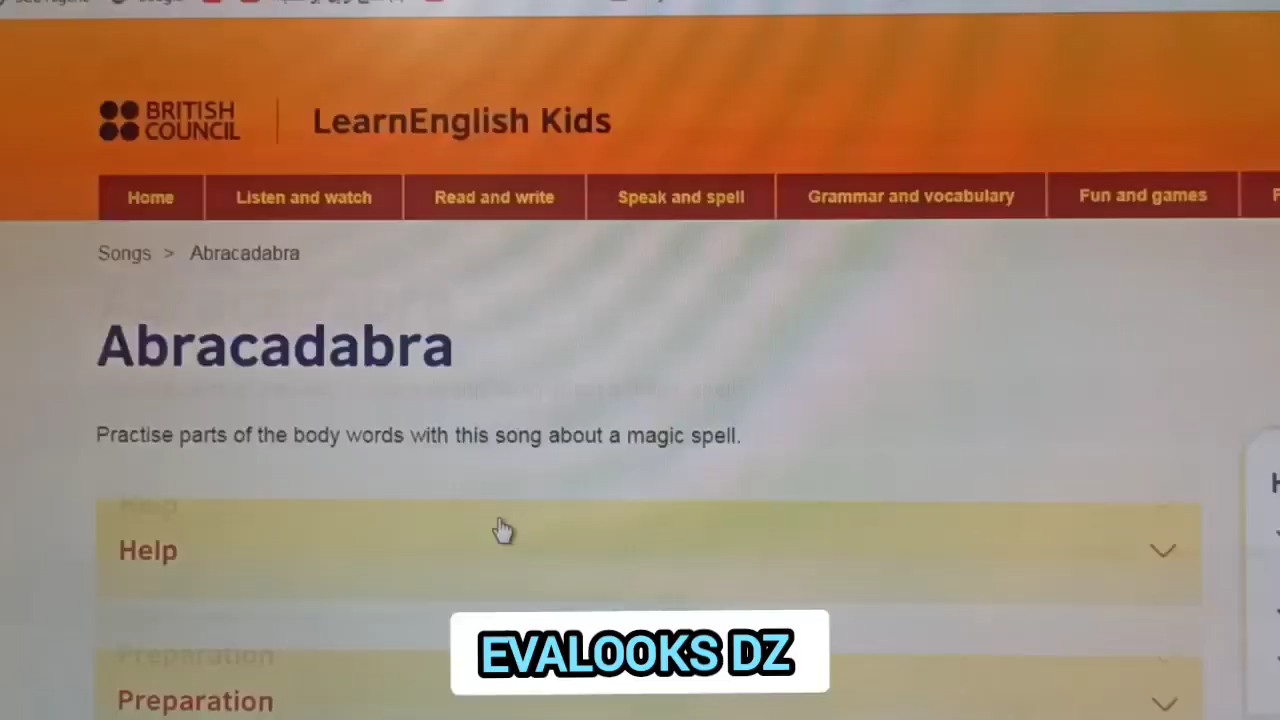 BRITISH
COUNCIL
LearnEnglish Kids
Home
Listen and watch
Read and write
Speak and spell
Grammar and vocabulary
Fun and games
Songs > Abracadabra
Abracadabra
Practise parts of the body words with this song about a magic spell.
Help
Preparation
EVALOOKS DZ